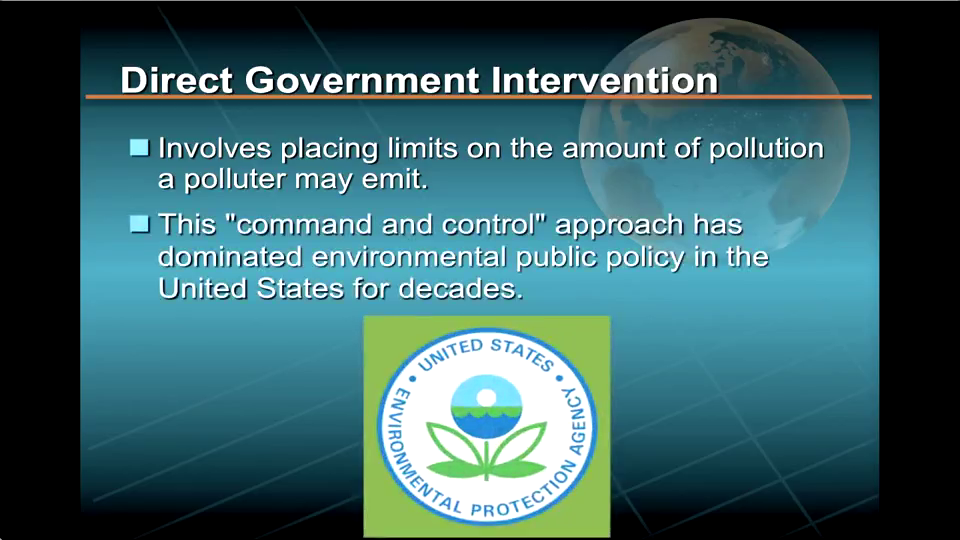 Direct Government Intervention
Involves placing limits on the amount of pollution
a polluter may emit.
This "command and control" approach has
dominated environmental public policy in the
United States for decades.
UNITED STATES
ENVIRONMENTAL PROTECTION AGENCY